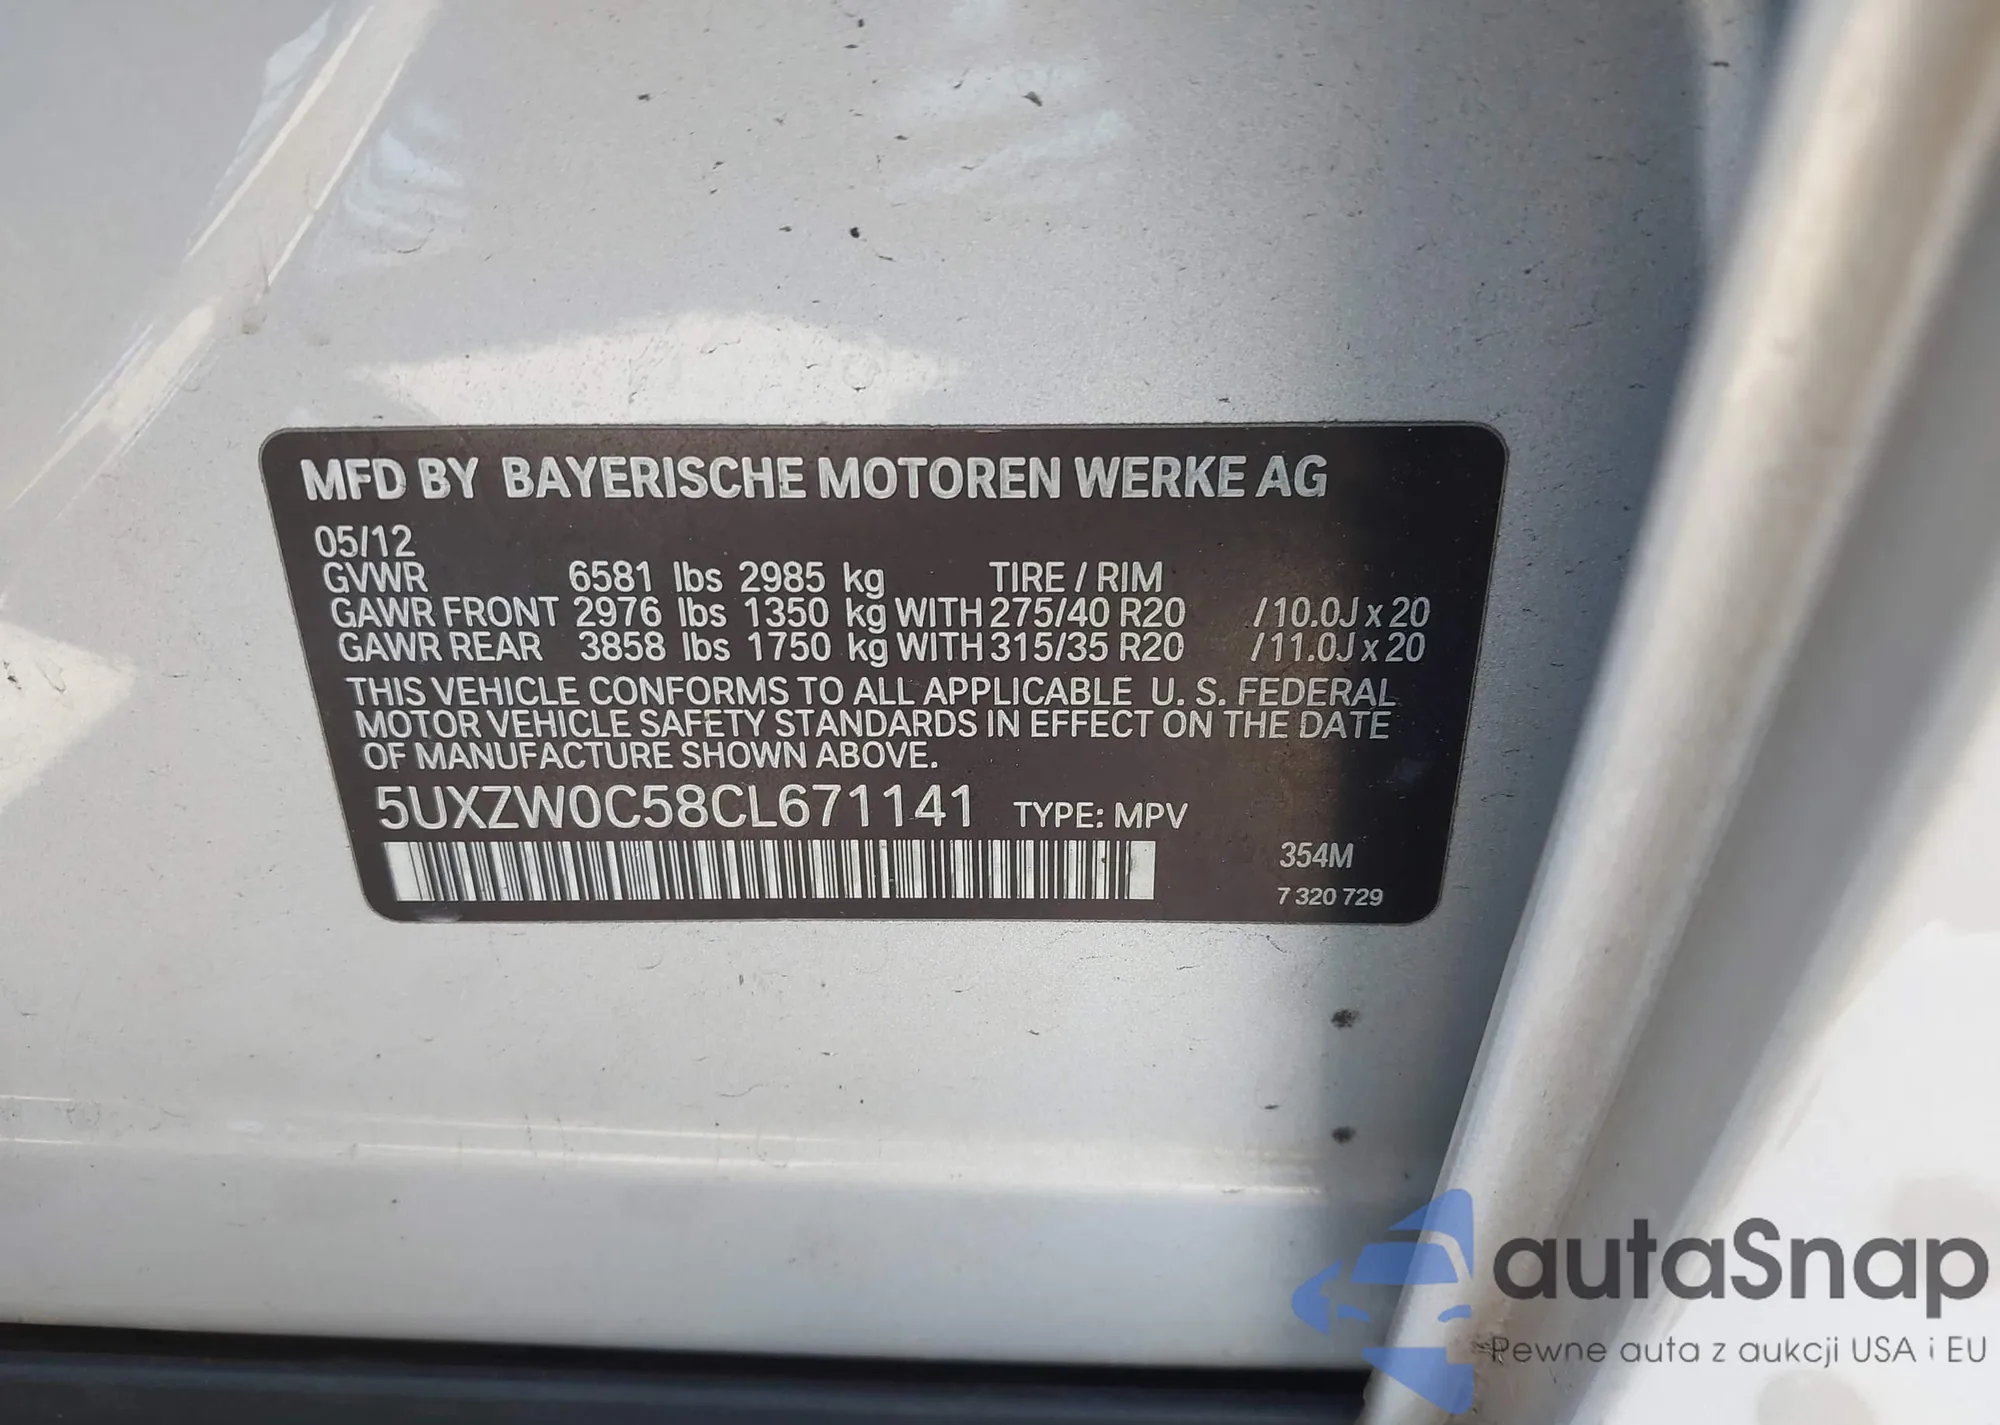 MFD BY BAYERISCHE MOTOREN WERKE AG
05/12
GVWR 6581 lbs 2985 kg TIRE / RIM
GAWR FRONT 2976 lbs 1350 kg WITH 275/40 R20 /10.0J x 20
GAWR REAR 3858 lbs 1750 kg WITH 315/35 R20 /11.0J x 20
THIS VEHICLE CONFORMS TO ALL APPLICABLE U. S. FEDERAL
MOTOR VEHICLE SAFETY STANDARDS IN EFFECT ON THE DATE
OF MANUFACTURE SHOWN ABOVE.
5UXZW0C58CL671141 TYPE: MPV
354M
7 320 729
autaSnap
Pewne auta z aukcji USA i EU